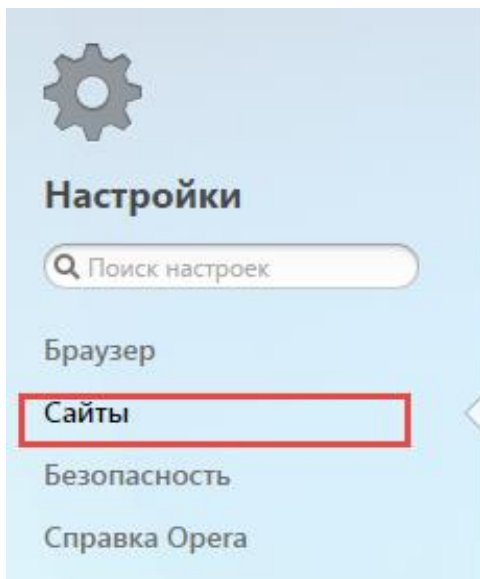 Настройки
Поиск настроек
Браузер
Сайты
Безопасность
Справка Opera